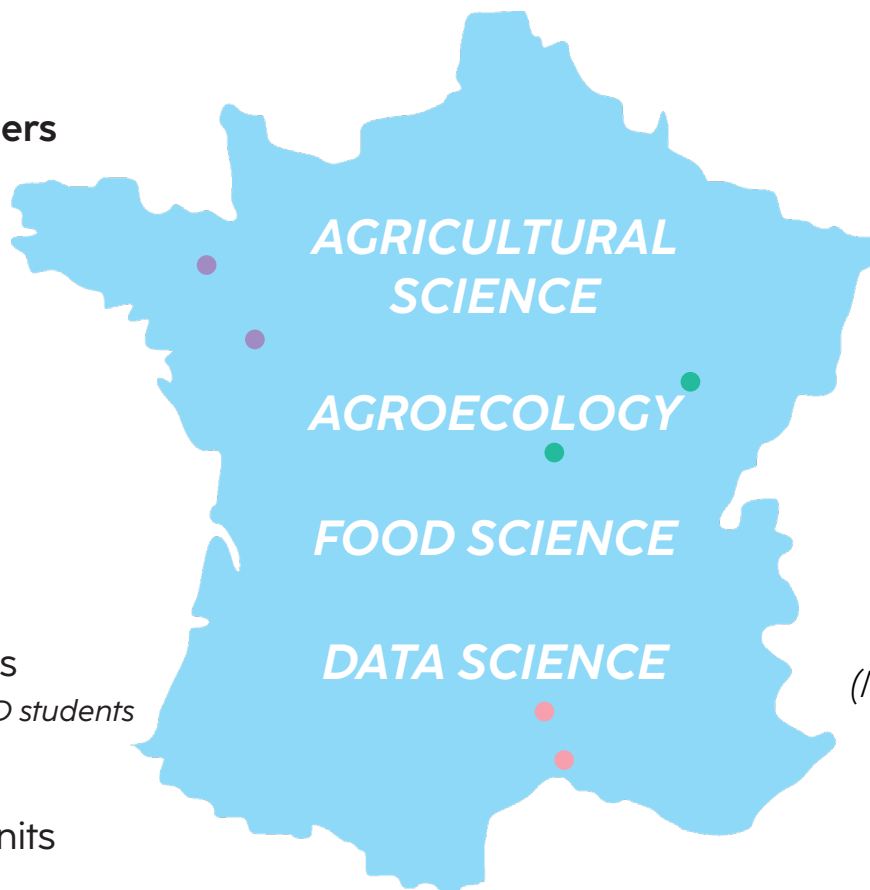 ers
AGRICULTURAL
SCIENCE
AGROECOLOGY
FOOD SCIENCE
DATA SCIENCE
s
D students
nits